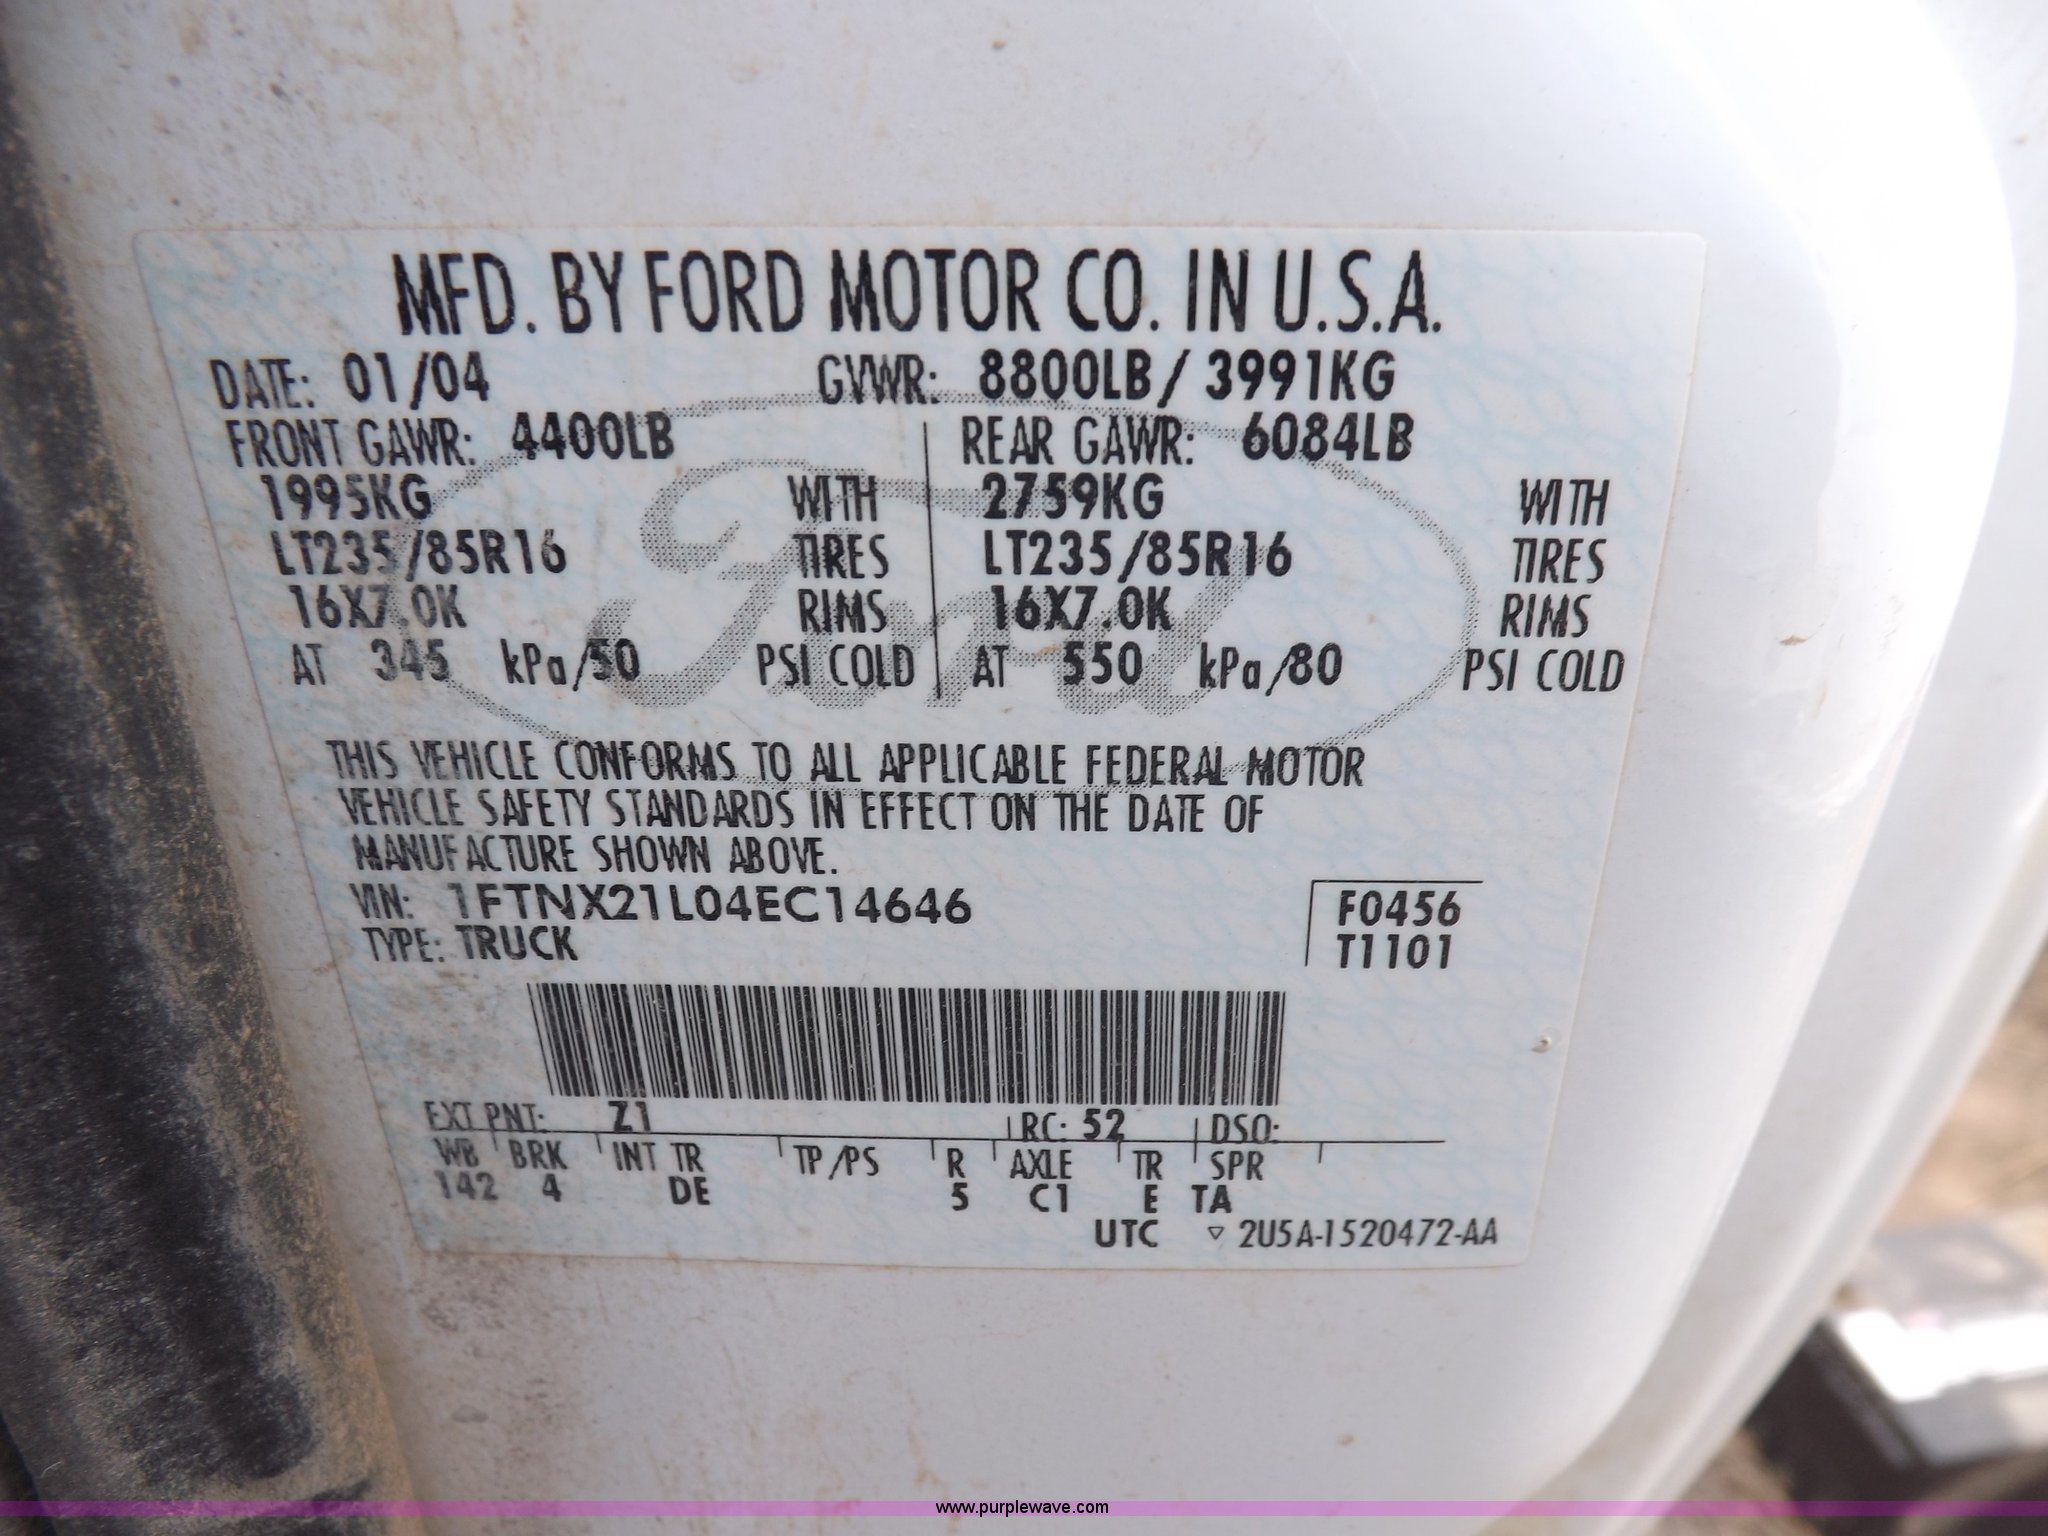 MFD. BY FORD MOTOR CO. IN U.S.A.
DATE: 01/04 GVWR: 8800LB / 3991KG
FRONT GAWR: 4400LB REAR GAWR: 6084LB
1995KG WITH 2759KG WITH
LT235/85R16 TIRES LT235/85R16 TIRES
16X7.0K RIMS 16X7.0K RIMS
AT 345 kPa/50 PSI COLD AT 550 kPa/80 PSI COLD
Ford
THIS VEHICLE CONFORMS TO ALL APPLICABLE FEDERAL MOTOR
VEHICLE SAFETY STANDARDS IN EFFECT ON THE DATE OF
MANUFACTURE SHOWN ABOVE.
VIN: 1FTNX21L04EC14646 F0456
TYPE: TRUCK T1101
EXT PNT: Z1 RC: 52 DSO:
WB BRK INT TR TP/PS R AXLE TR SPR
142 4 DE 5 C1 E TA
UTC ▽ 2U5A-1520472-AA
www.purplewave.com